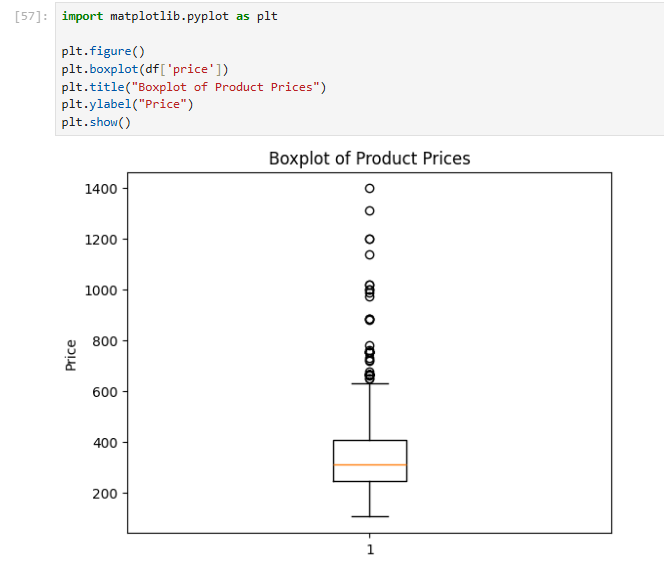 [57]: import matplotlib.pyplot as plt
plt.figure()
plt.boxplot(df['price'])
plt.title("Boxplot of Product Prices")
plt.ylabel("Price")
plt.show()
Boxplot of Product Prices
1400
1200
1000
800
600
400
200
Price
1